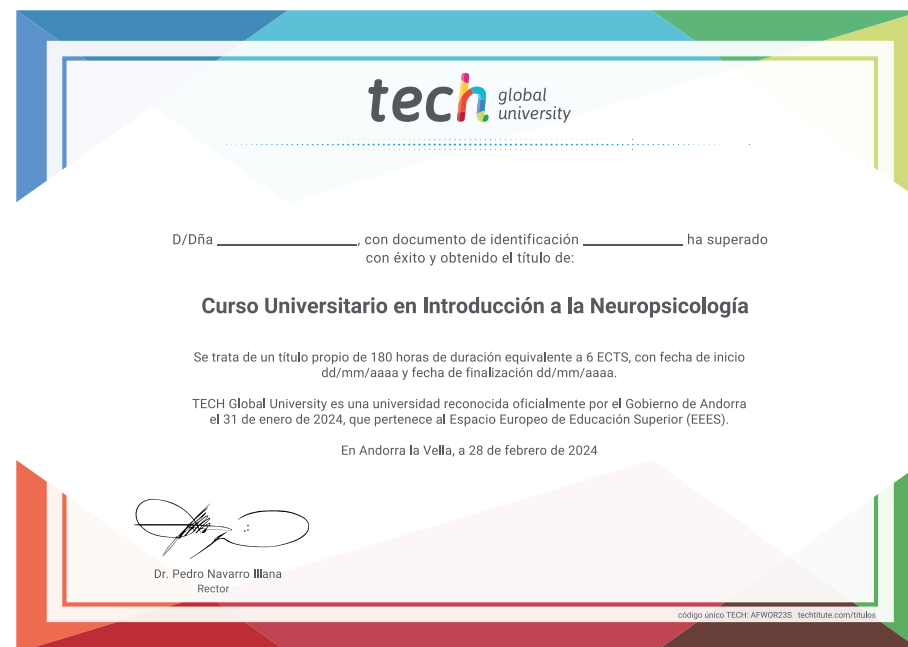 tech global university
D/Dña ____________________, con documento de identificación ______________ ha superado
con éxito y obtenido el título de:
Curso Universitario en Introducción a la Neuropsicología
Se trata de un título propio de 180 horas de duración equivalente a 6 ECTS, con fecha de inicio
dd/mm/aaaa y fecha de finalización dd/mm/aaaa.
TECH Global University es una universidad reconocida oficialmente por el Gobierno de Andorra
el 31 de enero de 2024, que pertenece al Espacio Europeo de Educación Superior (EEES).
En Andorra la Vella, a 28 de febrero de 2024
Dr. Pedro Navarro Illana
Rector
código único TECH: AFWOR23S techtitute.com/titulos